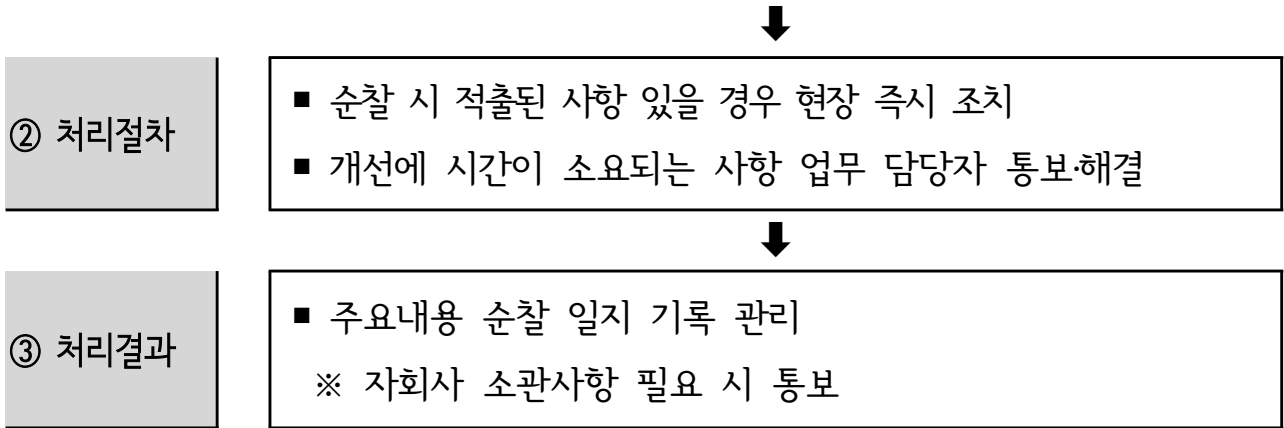 ⬇
② 처리절차
■ 순찰 시 적출된 사항 있을 경우 현장 즉시 조치
■ 개선에 시간이 소요되는 사항 업무 담당자 통보·해결
⬇
③ 처리결과
■ 주요내용 순찰 일지 기록 관리
※ 자회사 소관사항 필요 시 통보